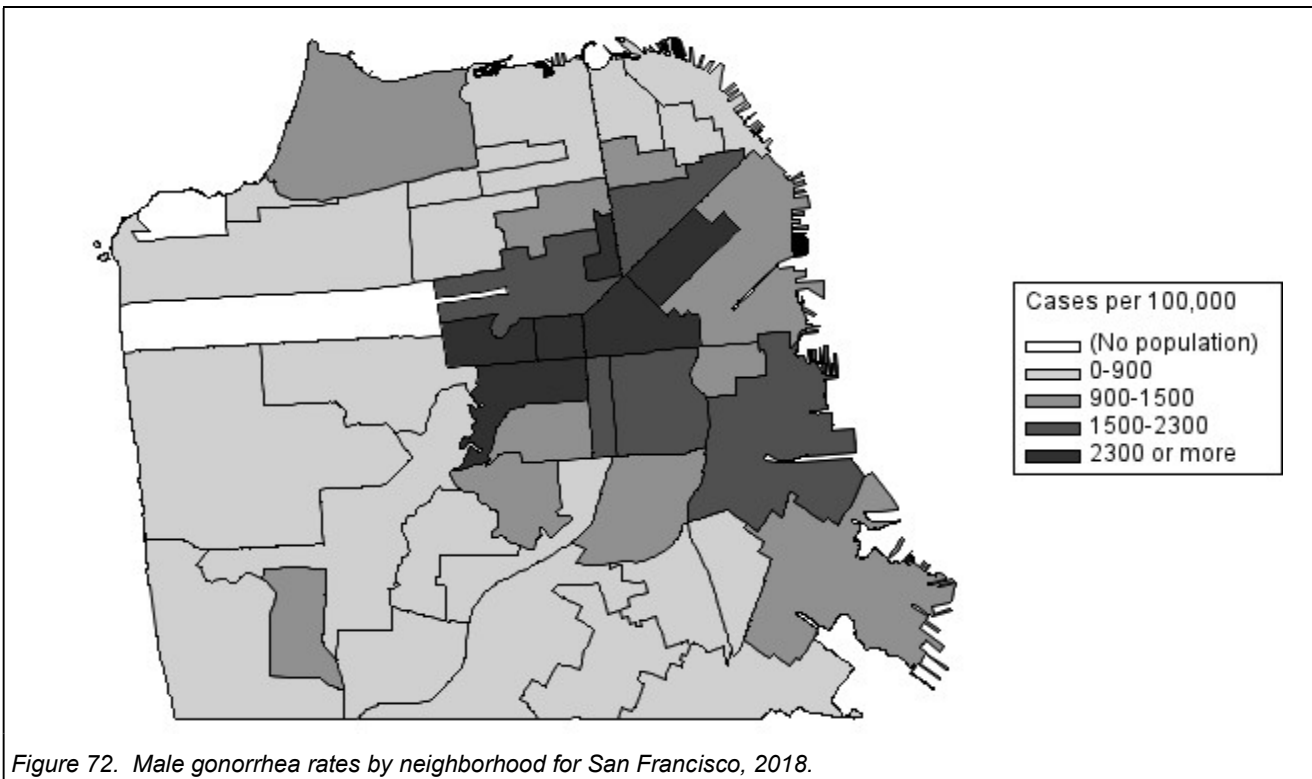 Cases per 100,000
(No population)
0-900
900-1500
1500-2300
2300 or more
Figure 72. Male gonorrhea rates by neighborhood for San Francisco, 2018.